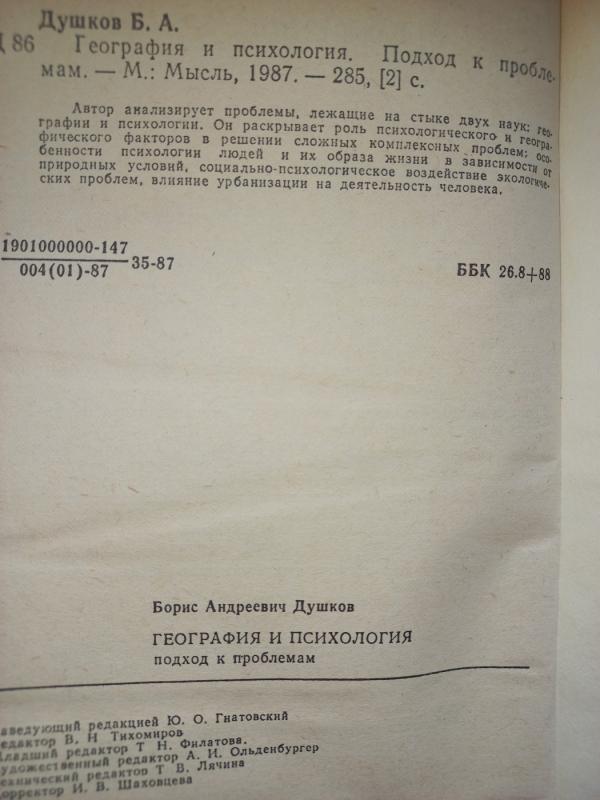 Душков Б. А.
Д 86 География и психология. Подход к пробле-
мам. — М.: Мысль, 1987. — 285, [2] с.
Автор анализирует проблемы, лежащие на стыке двух наук: гео-
графии и психологии. Он раскрывает роль психологического и геогра-
фического факторов в решении сложных комплексных проблем; осо-
бенности психологии людей и их образа жизни в зависимости от
природных условий, социально-психологическое воздействие экологиче-
ских проблем, влияние урбанизации на деятельность человека.
1901000000-147
004(01)-87
35-87
ББК 26.8+88
Борис Андреевич Душков
ГЕОГРАФИЯ И ПСИХОЛОГИЯ
подход к проблемам
аведующий редакцией Ю. О. Гнатовский
едактор В. Н Тихомиров
ладший редактор Т Н. Филатова.
удожественный редактор А. И. Ольденбургер
ехнический редактор Т В. Лячина
орректор И. В. Шаховцева